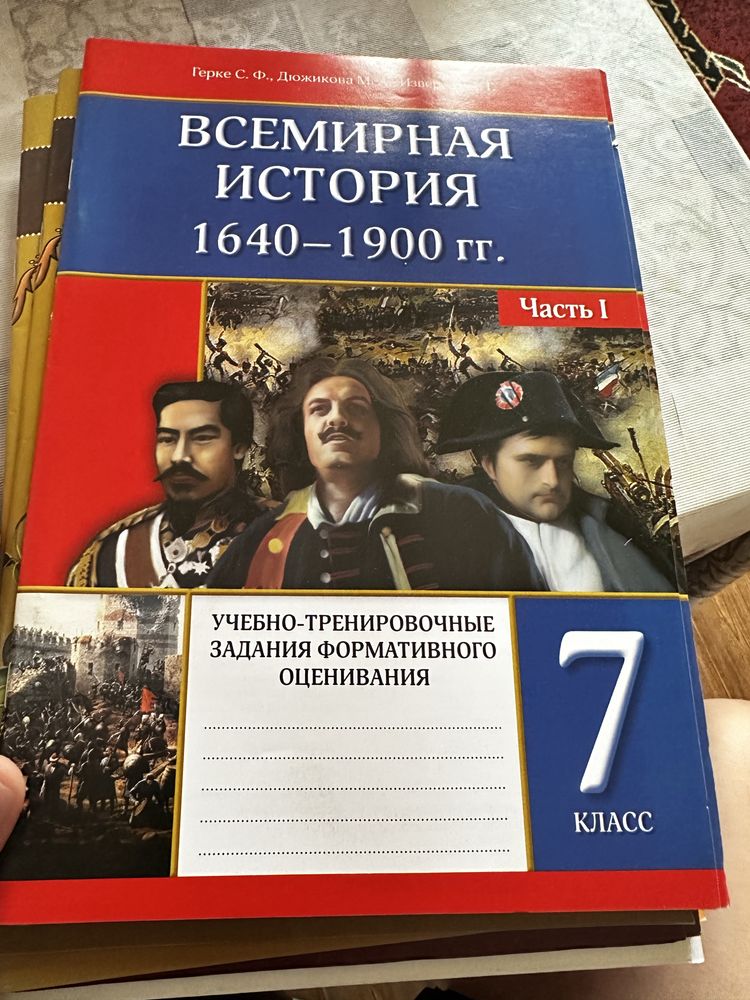 Герке С. Ф., Дюжикова М.
ВСЕМИРНАЯ
ИСТОРИЯ
1640–1900 гг.
Часть I
УЧЕБНО-ТРЕНИРОВОЧНЫЕ
ЗАДАНИЯ ФОРМАТИВНОГО
ОЦЕНИВАНИЯ
7
КЛАСС